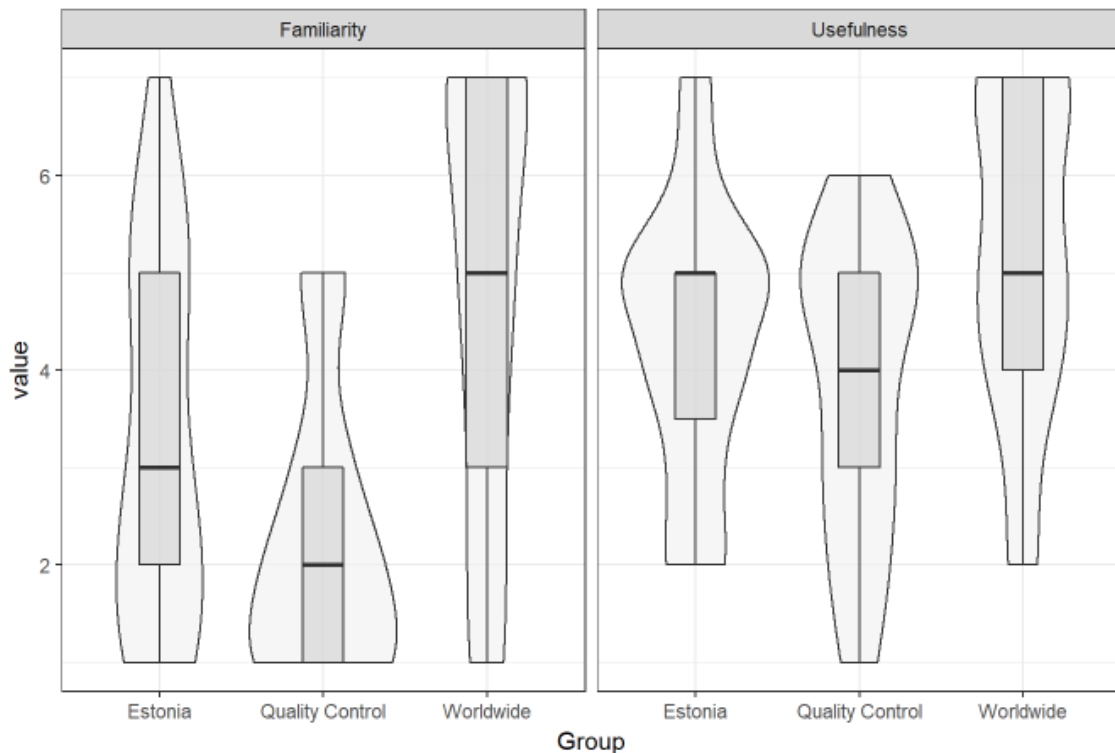 Familiarity
Usefulness
value
6
4
2
Estonia
Quality Control
Worldwide
Estonia
Quality Control
Worldwide
Group